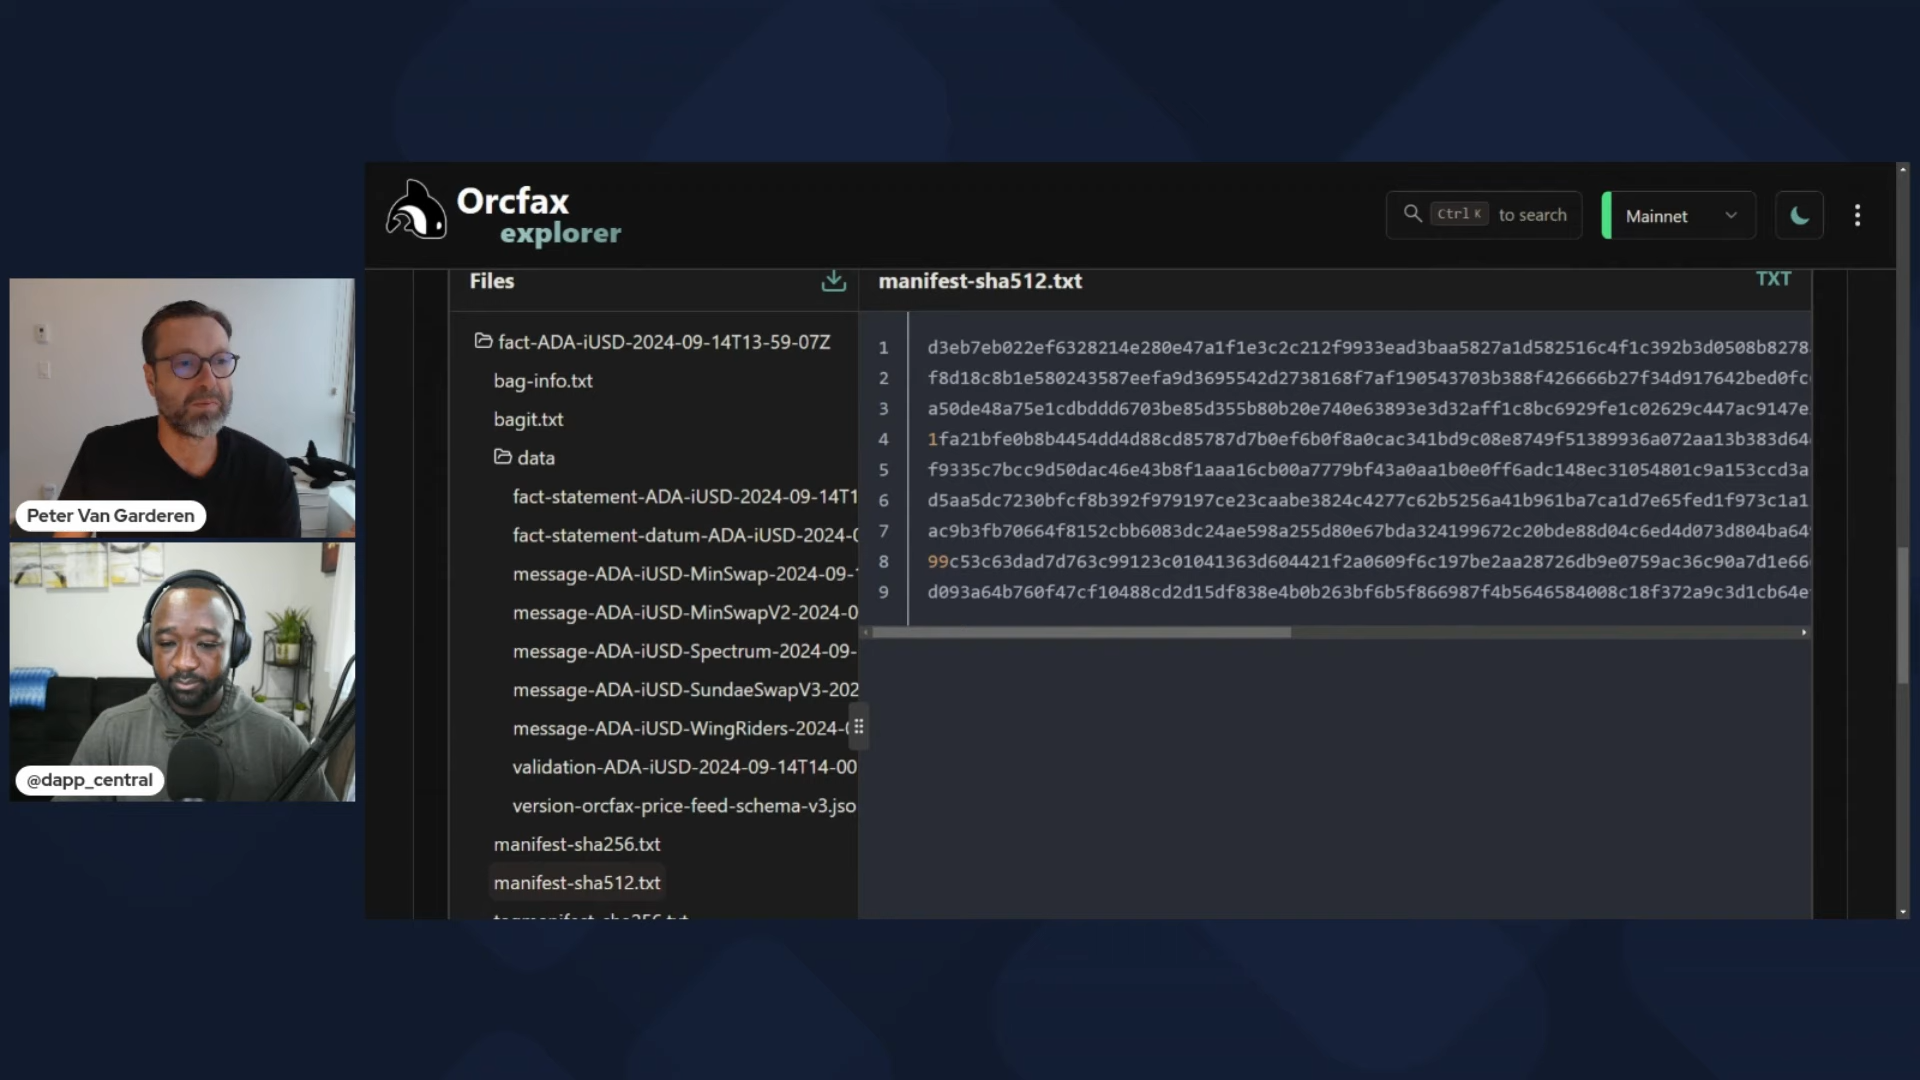 Orcfax
explorer
Ctrl K to search
Mainnet
Files
manifest-sha512.txt
TXT
fact-ADA-iUSD-2024-09-14T13-59-07Z
bag-info.txt
bagit.txt
data
fact-statement-ADA-iUSD-2024-09-14T1
fact-statement-datum-ADA-iUSD-2024-0
message-ADA-iUSD-MinSwap-2024-09-
message-ADA-iUSD-MinSwapV2-2024-0
message-ADA-iUSD-Spectrum-2024-09-
message-ADA-iUSD-SundaeSwapV3-202
message-ADA-iUSD-WingRiders-2024-
validation-ADA-iUSD-2024-09-14T14-00
version-orcfax-price-feed-schema-v3.jso
manifest-sha256.txt
manifest-sha512.txt
tagmanifest-sha256.txt
1 d3eb7eb022ef6328214e280e47a1f1e3c2c212f9933ead3baa5827a1d582516c4f1c392b3d0508b8278
2 f8d18c8b1e580243587eefa9d3695542d2738168f7af190543703b388f426666b27f34d917642bed0fc
3 a50de48a75e1cdbddd6703be85d355b80b20e740e63893e3d32aff1c8bc6929fe1c02629c447ac9147e
4 1fa21bfe0b8b4454dd4d88cd85787d7b0ef6b0f8a0cac341bd9c08e8749f51389936a072aa13b383d64
5 f9335c7bcc9d50dac46e43b8f1aaa16cb00a7779bf43a0aa1b0e0ff6adc148ec31054801c9a153ccd3a
6 d5aa5dc7230bfcf8b392f979197ce23caabe3824c4277c62b5256a41b961ba7ca1d7e65fed1f973c1a1
7 ac9b3fb70664f8152cbb6083dc24ae598a255d80e67bda324199672c20bde88d04c6ed4d073d804ba64
8 99c53c63dad7d763c99123c01041363d604421f2a0609f6c197be2aa28726db9e0759ac36c90a7d1e66
9 d093a64b760f47cf10488cd2d15df838e4b0b263bf6b5f866987f4b5646584008c18f372a9c3d1cb64e
Peter Van Garderen
@dapp_central